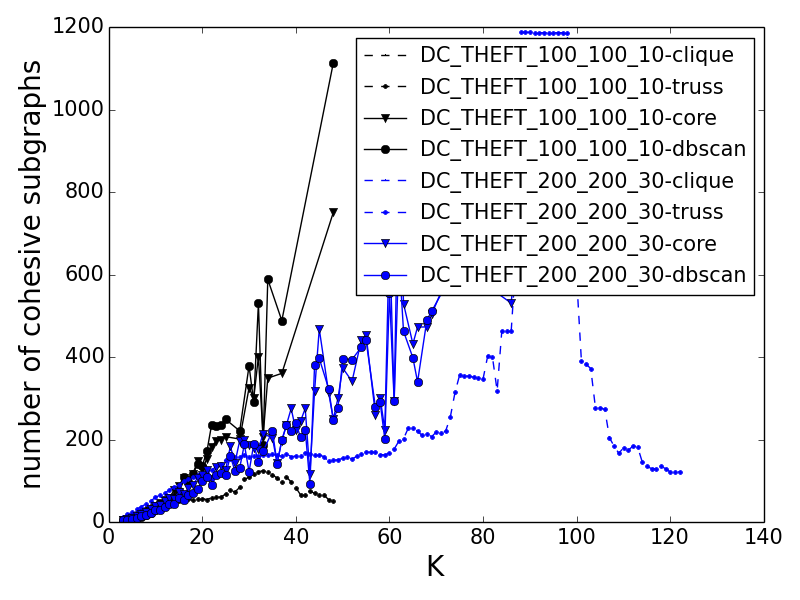 1200
1000
800
600
400
200
0
number of cohesive subgraphs
DC_THEFT_100_100_10-clique
DC_THEFT_100_100_10-truss
DC_THEFT_100_100_10-core
DC_THEFT_100_100_10-dbscan
DC_THEFT_200_200_30-clique
DC_THEFT_200_200_30-truss
DC_THEFT_200_200_30-core
DC_THEFT_200_200_30-dbscan
0 20 40 60 80 100 120 140
K